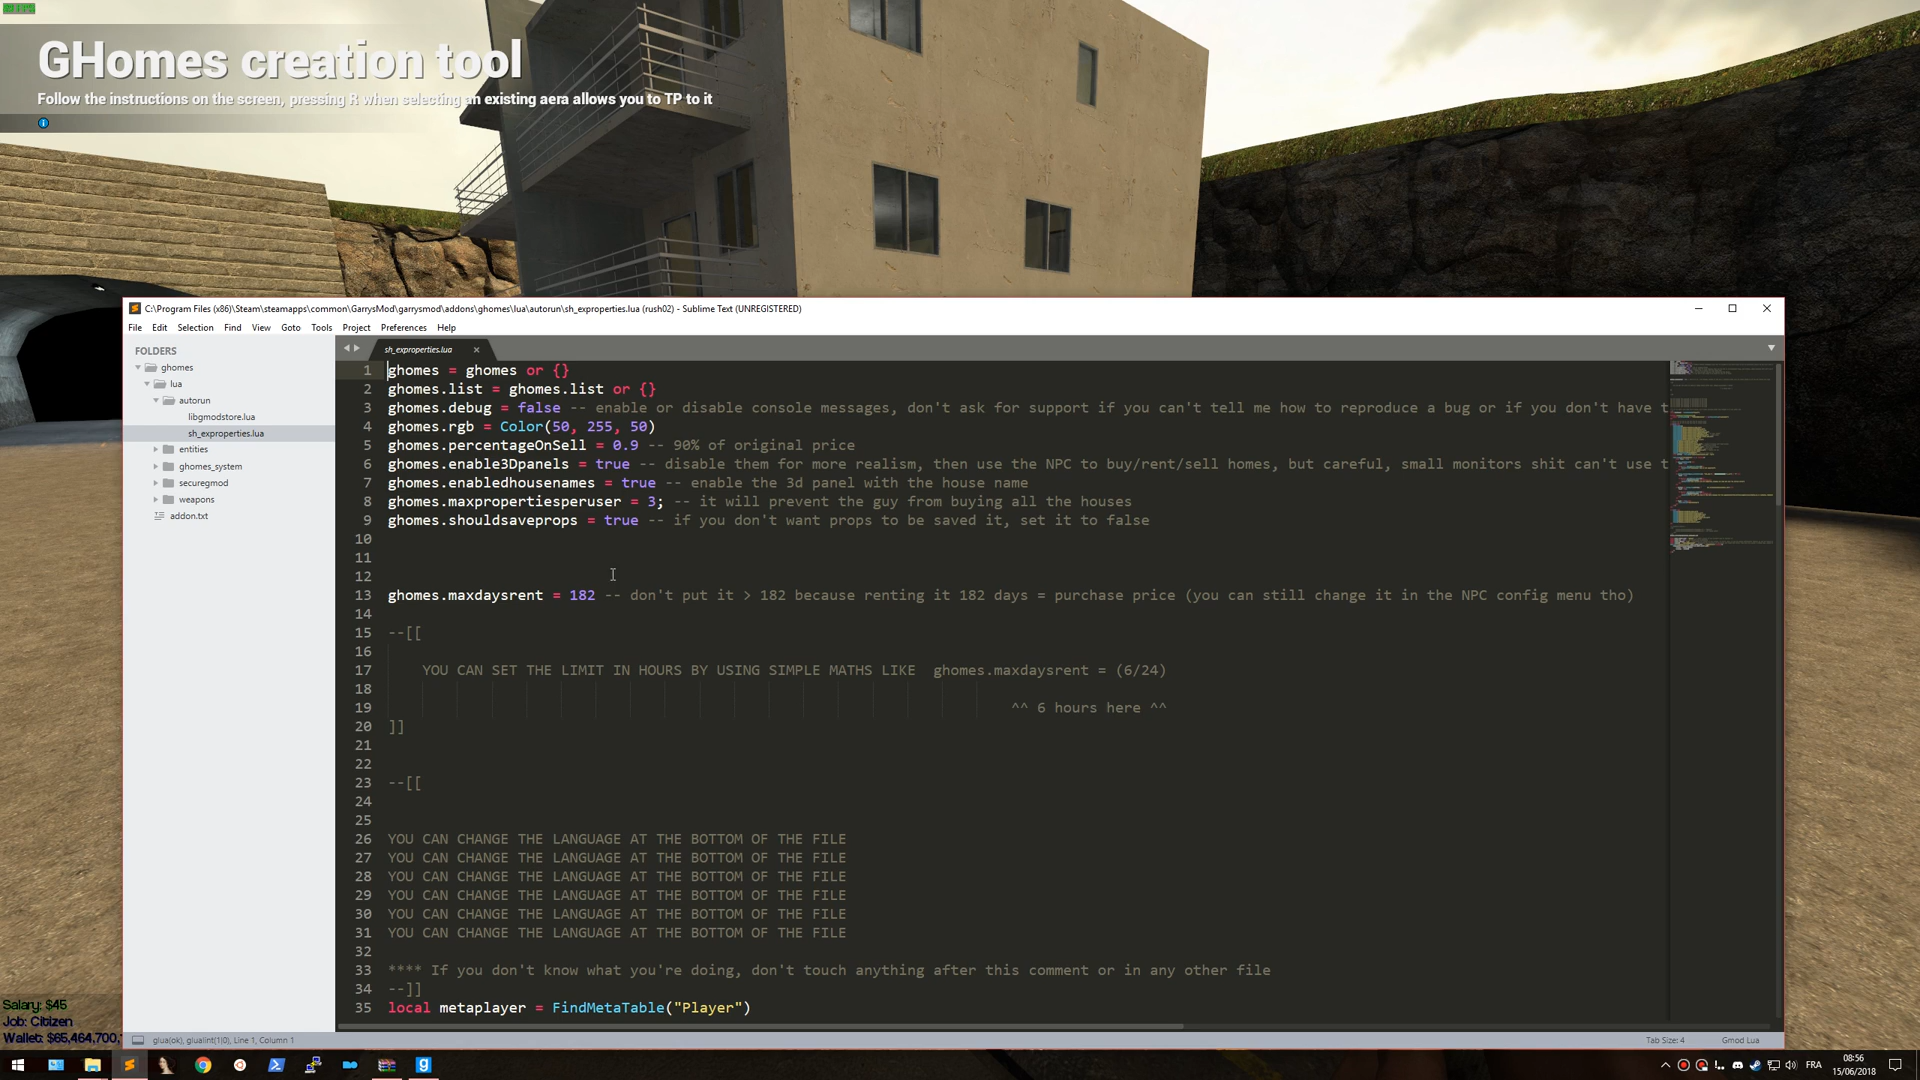 GHomes creation tool
Follow the instructions on the screen, pressing R when selecting an existing aera allows you to TP to it
C:\Program Files (x86)\Steam\steamapps\common\GarrysMod\garrysmod\addons\ghomes\lua\autorun\sh_exproperties.lua (rush02) - Sublime Text (UNREGISTERED)
File Edit Selection Find View Goto Tools Project Preferences Help
FOLDERS
ghomes
lua
autorun
libgmodstore.lua
sh_exproperties.lua
entities
ghomes_system
securegmod
weapons
addon.txt
sh_exproperties.lua
1 ghomes = ghomes or {}
2 ghomes.list = ghomes.list or {}
3 ghomes.debug = false -- enable or disable console messages, don't ask for support if you can't tell me how to reproduce a bug or if you don't have t
4 ghomes.rgb = Color(50, 255, 50)
5 ghomes.percentageOnSell = 0.9 -- 90% of original price
6 ghomes.enable3Dpanels = true -- disable them for more realism, then use the NPC to buy/rent/sell homes, but careful, small monitors shit can't use t
7 ghomes.enabledhousenames = true -- enable the 3d panel with the house name
8 ghomes.maxpropertiesperuser = 3; -- it will prevent the guy from buying all the houses
9 ghomes.shouldsaveprops = true -- if you don't want props to be saved it, set it to false
10
11
12
13 ghomes.maxdaysrent = 182 -- don't put it > 182 because renting it 182 days = purchase price (you can still change it in the NPC config menu tho)
14
15 --[[
16
17 YOU CAN SET THE LIMIT IN HOURS BY USING SIMPLE MATHS LIKE ghomes.maxdaysrent = (6/24)
18
19 ^^ 6 hours here ^^
20 ]]
21
22
23 --[[
24
25
26 YOU CAN CHANGE THE LANGUAGE AT THE BOTTOM OF THE FILE
27 YOU CAN CHANGE THE LANGUAGE AT THE BOTTOM OF THE FILE
28 YOU CAN CHANGE THE LANGUAGE AT THE BOTTOM OF THE FILE
29 YOU CAN CHANGE THE LANGUAGE AT THE BOTTOM OF THE FILE
30 YOU CAN CHANGE THE LANGUAGE AT THE BOTTOM OF THE FILE
31 YOU CAN CHANGE THE LANGUAGE AT THE BOTTOM OF THE FILE
32
33 **** If you don't know what you're doing, don't touch anything after this comment or in any other file
34 --]]
35 local metaplayer = FindMetaTable("Player")
Salary: $45
Job: Citizen
Wallet: $65,464,700,
glua(ok), glualint(1|0), Line 1, Column 1
Tab Size: 4
Gmod Lua
FRA
08:56
15/06/2018